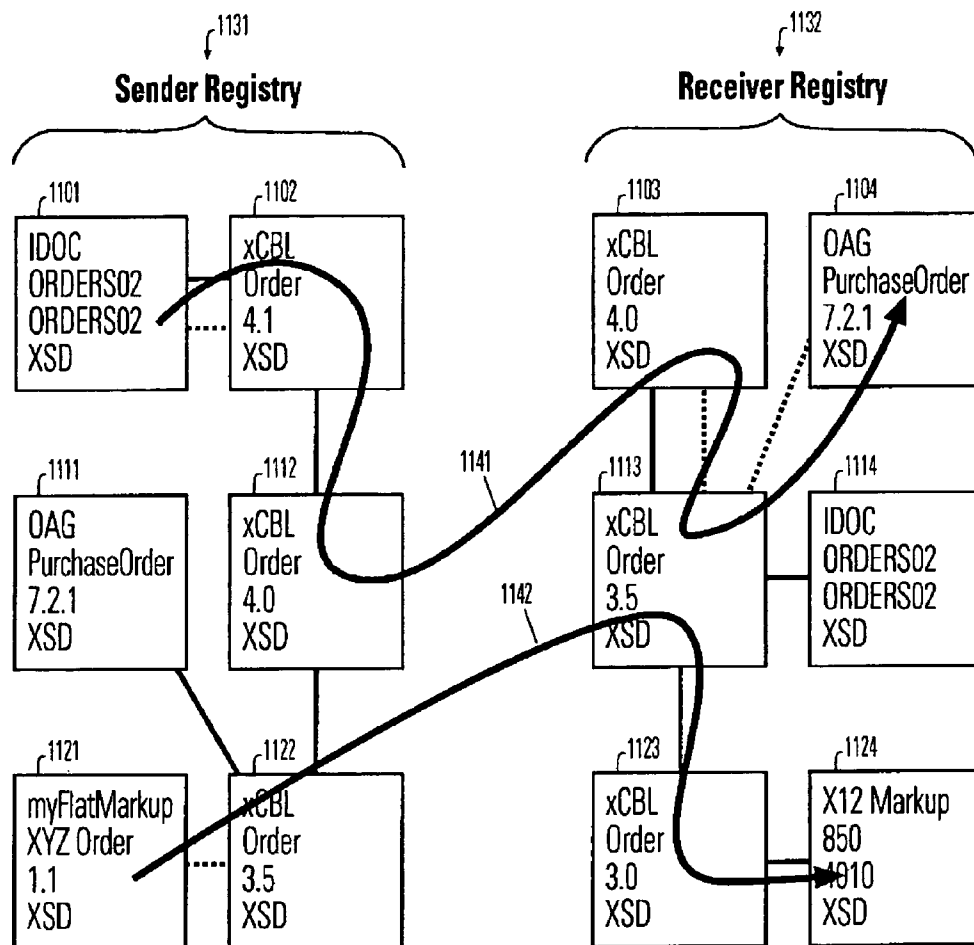 1131
1132
Sender Registry
Receiver Registry
1101
1102
1103
1104
IDOC
ORDERS02
ORDERS02
XSD
xCBL
Order
4.1
XSD
xCBL
Order
4.0
XSD
OAG
PurchaseOrder
7.2.1
XSD
1111
1112
1141
1113
1114
OAG
PurchaseOrder
7.2.1
XSD
xCBL
Order
4.0
XSD
xCBL
Order
3.5
XSD
IDOC
ORDERS02
ORDERS02
XSD
1142
1121
1122
1123
1124
myFlatMarkup
XYZ Order
1.1
XSD
xCBL
Order
3.5
XSD
xCBL
Order
3.0
XSD
X12 Markup
850
4010
XSD